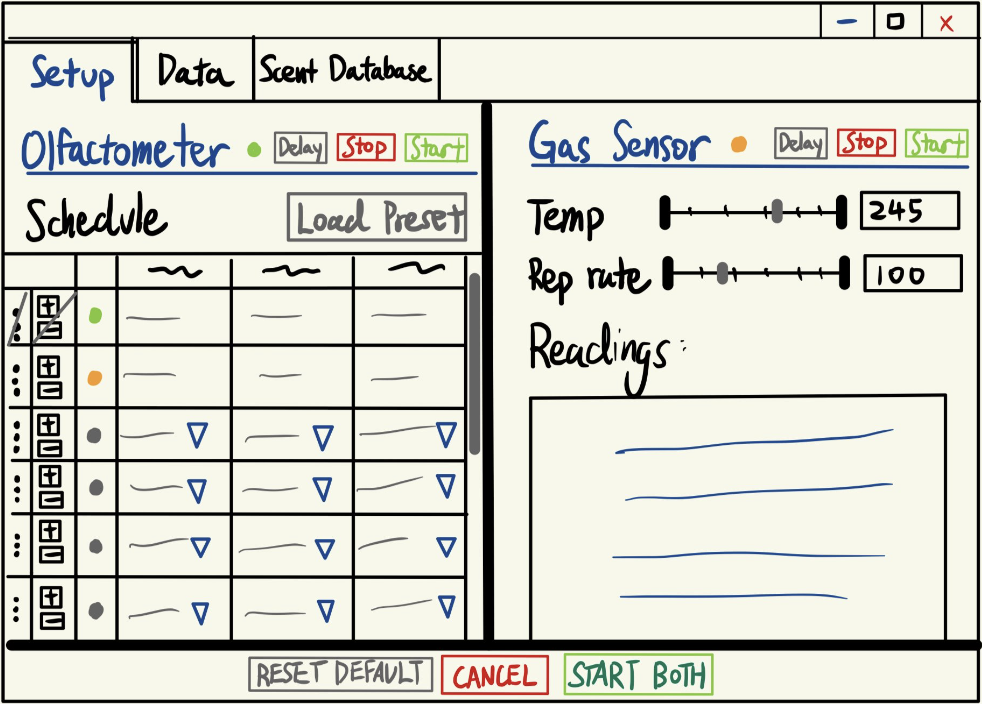 Setup Data Scent Database
Olfactometer Delay Stop Start
Schedule Load Preset
Gas Sensor Delay Stop Start
Temp 245
Rep rate 100
Readings:
RESET DEFAULT CANCEL START BOTH